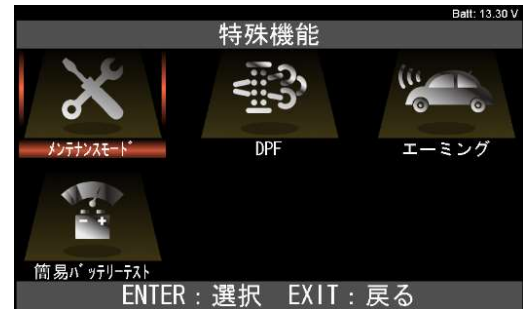 Batt: 13.30 V
特殊機能
ﾒﾝﾃﾅﾝｽﾓｰﾄﾞ
DPF
エーミング
簡易ﾊﾞｯﾃﾘｰﾃｽﾄ
ENTER：選択 EXIT：戻る